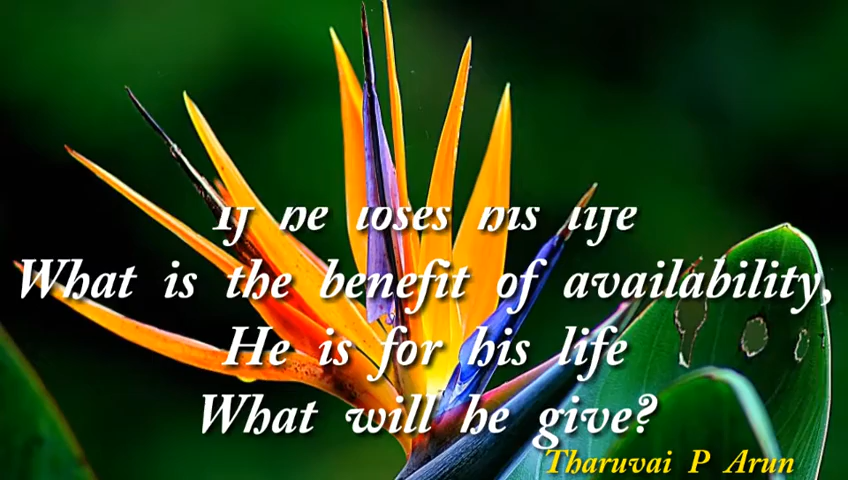 If he loses his life
What is the benefit of availability,
He is for his life
What will he give?
Tharuvai P Arun